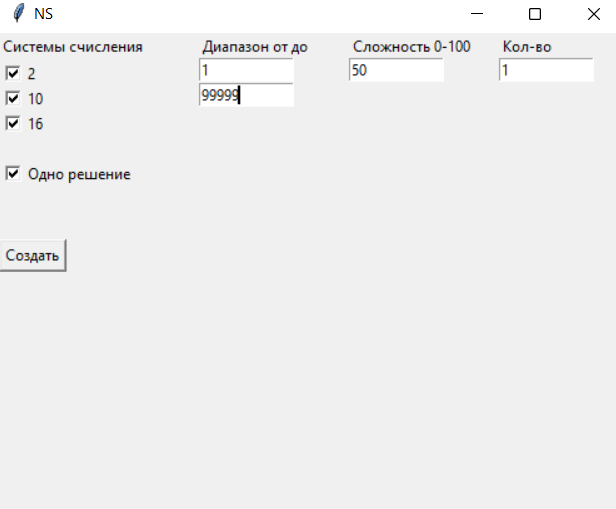 NS
Системы счисления Диапазон от до Сложность 0-100 Кол-во
2 1 50 1
10 99999
16
Одно решение
Создать